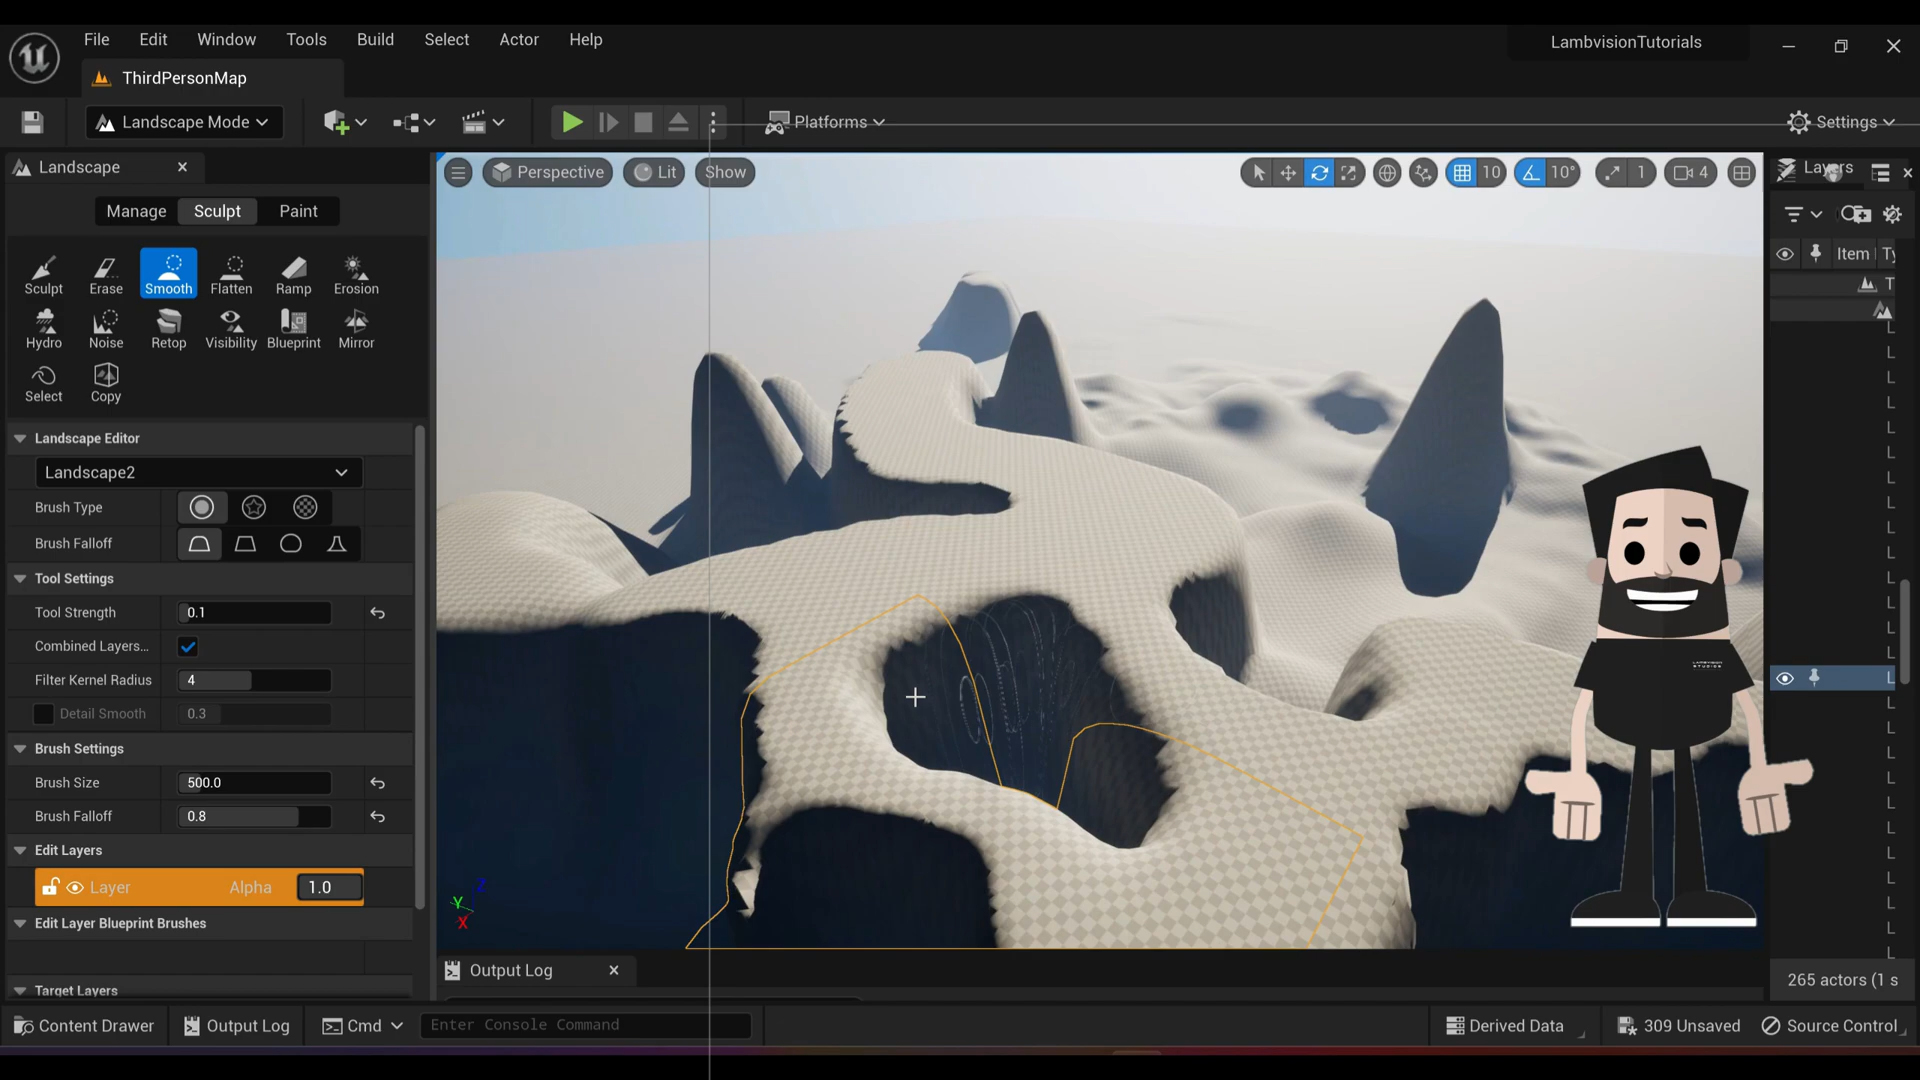 File Edit Window Tools Build Select Actor Help
LambvisionTutorials
ThirdPersonMap
Landscape Mode
Platforms
Settings
Landscape
Perspective
Lit
Show
10
10°
1
4
Layers
Manage Sculpt Paint
Item Ty
T
Sculpt Erase Smooth Flatten Ramp Erosion
Hydro Noise Retop Visibility Blueprint Mirror
Select Copy
Landscape Editor
Landscape2
Brush Type
Brush Falloff
Tool Settings
Tool Strength 0.1
Combined Layers...
Filter Kernel Radius 4
Detail Smooth 0.3
Brush Settings
Brush Size 500.0
Brush Falloff 0.8
Edit Layers
Layer Alpha 1.0
Edit Layer Blueprint Brushes
Target Layers
Z
Y
X
LAMBVISION
STUDIOS
Output Log
265 actors (1 s
Content Drawer
Output Log
Cmd
Enter Console Command
Derived Data
309 Unsaved
Source Control